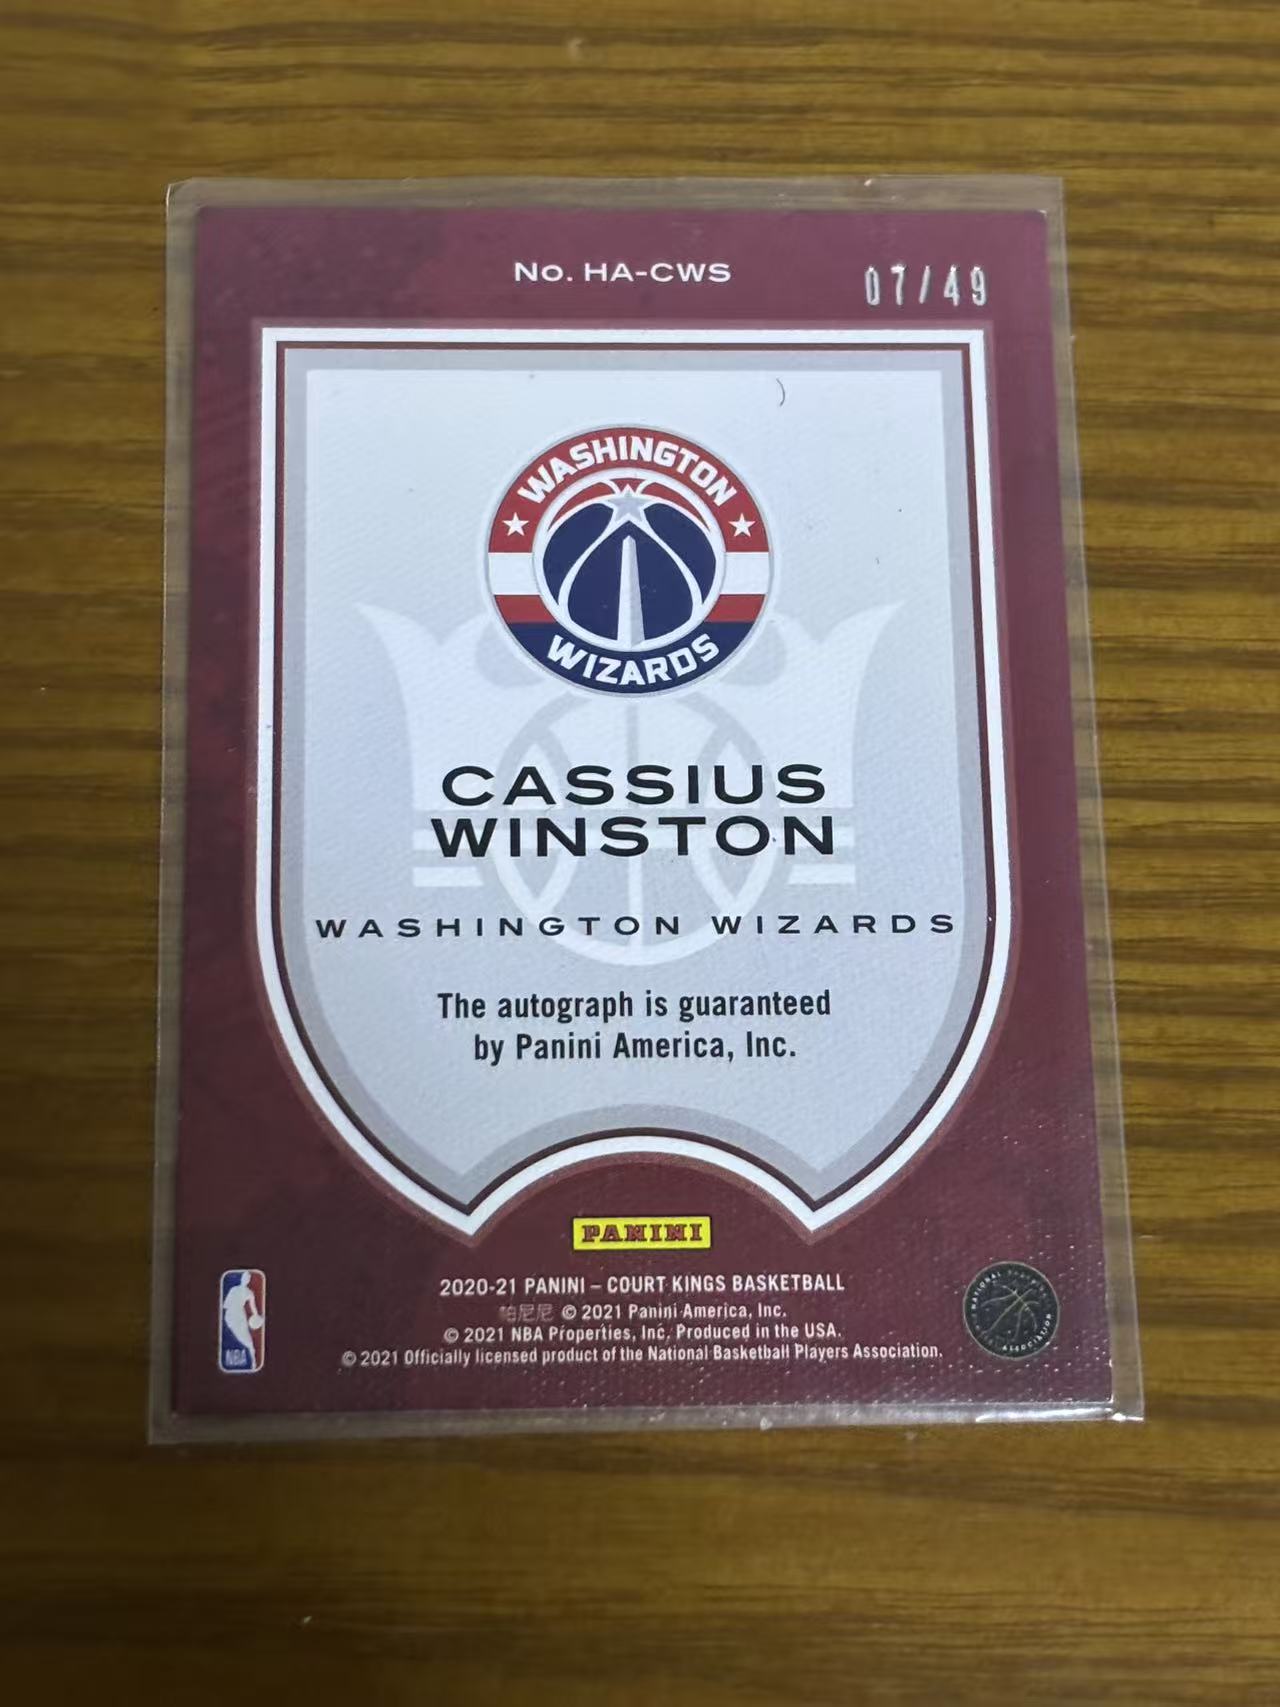 No. HA-CWS
07/49
WASHINGTON
WIZARDS
CASSIUS
WINSTON
WASHINGTON WIZARDS
The autograph is guaranteed
by Panini America, Inc.
PANINI
2020-21 PANINI – COURT KINGS BASKETBALL
帕尼尼 © 2021 Panini America, Inc.
© 2021 NBA Properties, Inc. Produced in the USA.
© 2021 Officially licensed product of the National Basketball Players Association.
NBA
NATIONAL
ASSOCIATION